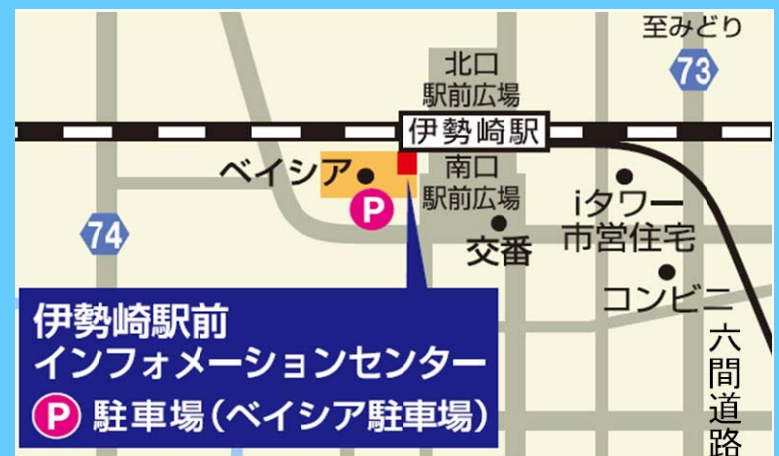 至みどり
73
北口
駅前広場
伊勢崎駅
ベイシア
P
南口
駅前広場
iタワー
市営住宅
74
交番
コンビニ
六間道路
伊勢崎駅前
インフォメーションセンター
P 駐車場(ベイシア駐車場)